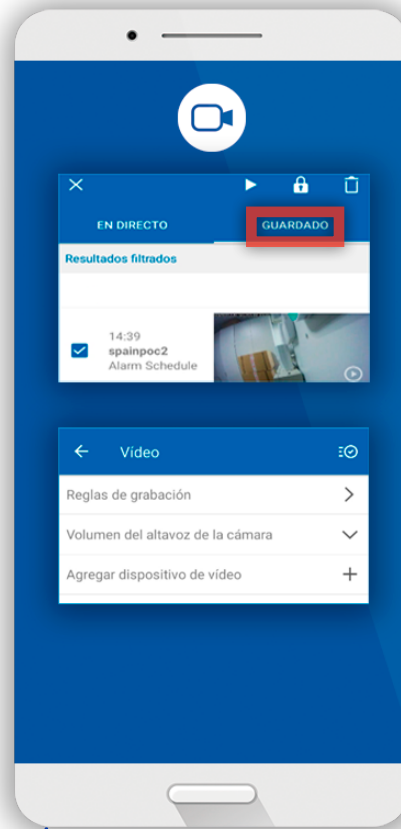 EN DIRECTO GUARDADO
Resultados filtrados
14:39
spainpoc2
Alarm Schedule
Vídeo
Reglas de grabación
Volumen del altavoz de la cámara
Agregar dispositivo de vídeo